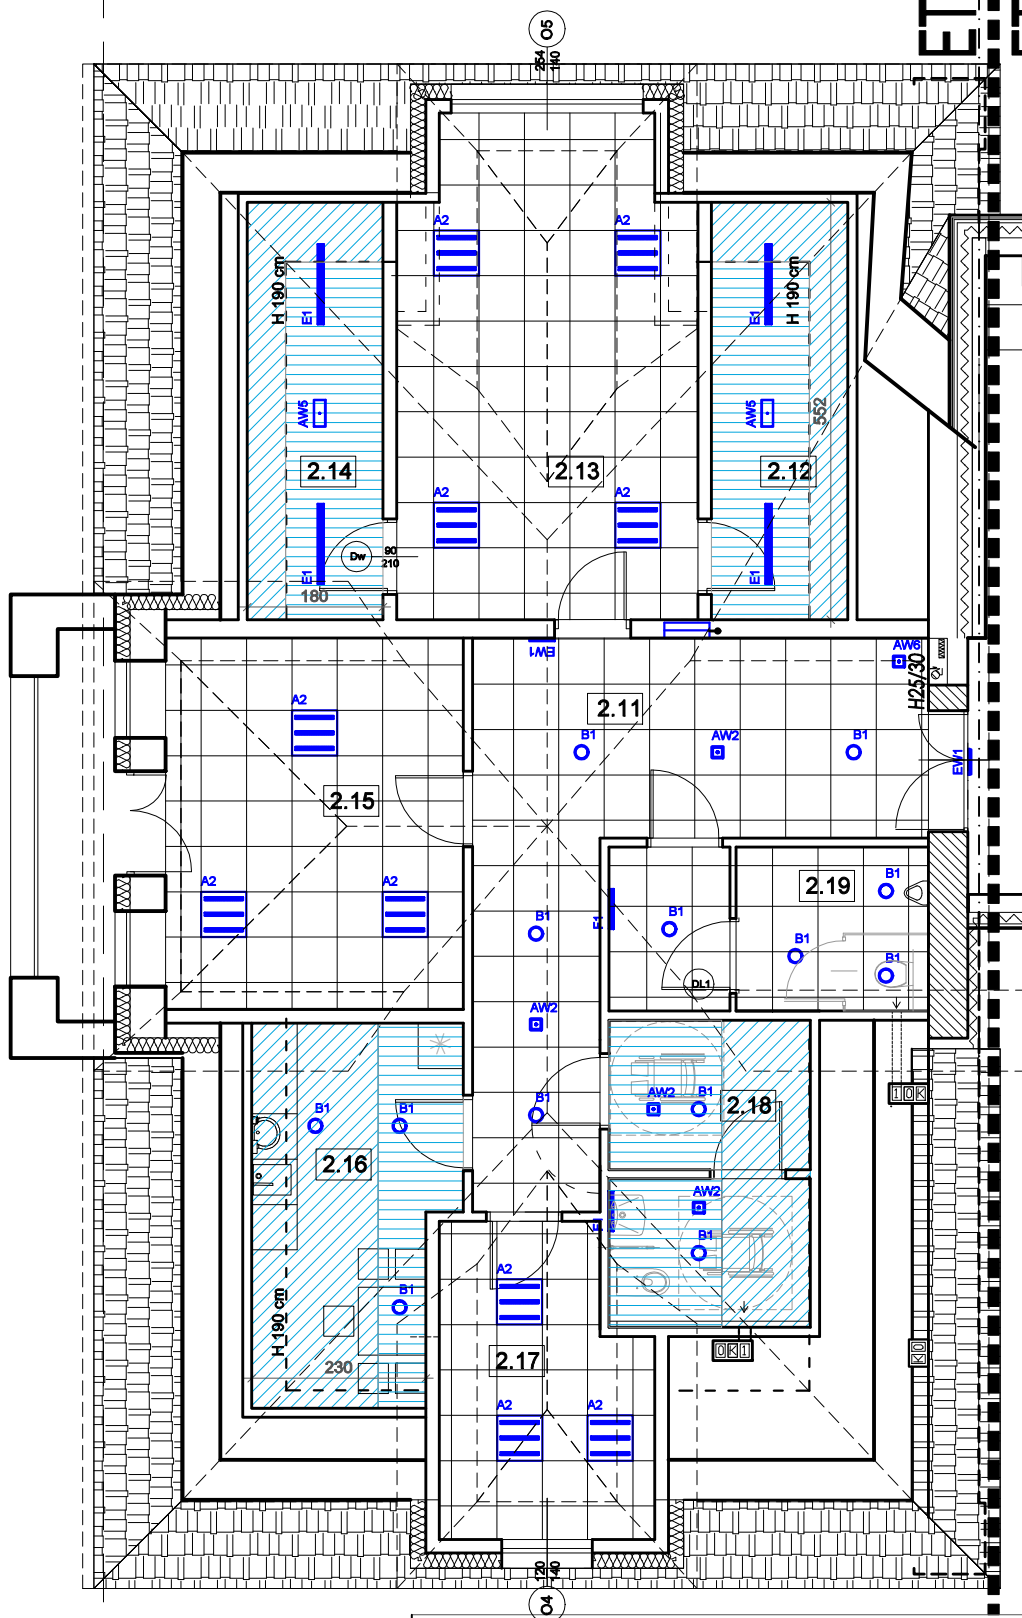 ET
O5
254
140
A2
A2
H 190 cm
E1
H 190 cm
E1
AW5
AW5
552
2.14
2.13
2.12
A2
A2
Dw
90
210
E1
E1
180
EW1
AW6
H25/30
A2
2.11
B1
AW2
B1
EW1
2.15
A2
A2
B1
E1
B1
2.19
B1
B1
B1
DL1
AW2
10K
B1
B1
B1
AW2
B1
2.18
2.16
AW2
E1
B1
A2
H 190 cm
B1
0K1
K0
2.17
230
A2
A2
120
140
O4